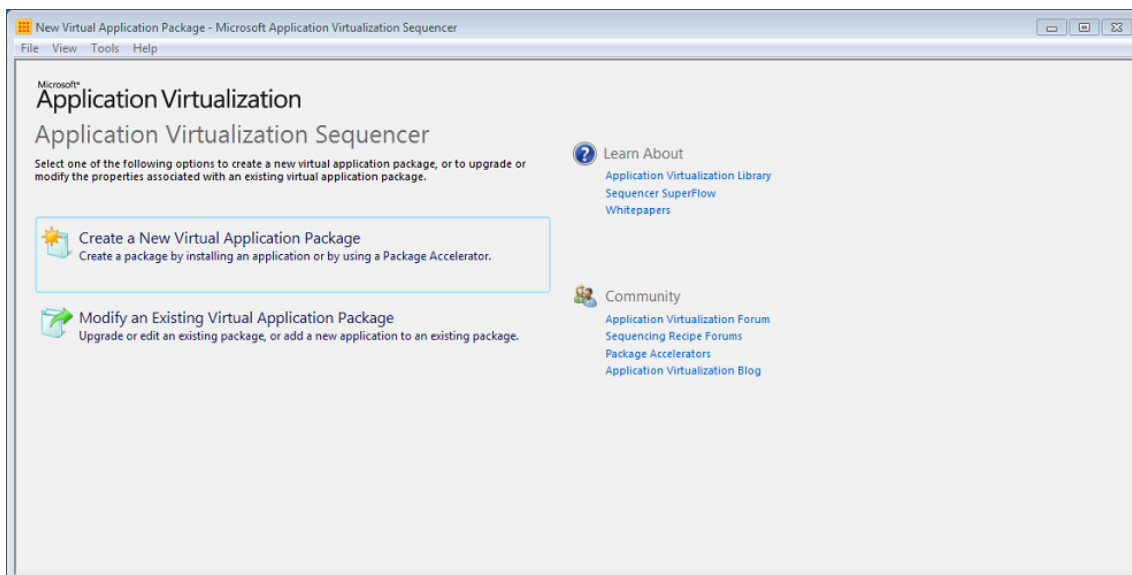 New Virtual Application Package - Microsoft Application Virtualization Sequencer
File View Tools Help
Microsoft®
Application Virtualization
Application Virtualization Sequencer
Select one of the following options to create a new virtual application package, or to upgrade or
modify the properties associated with an existing virtual application package.
Create a New Virtual Application Package
Create a package by installing an application or by using a Package Accelerator.
Modify an Existing Virtual Application Package
Upgrade or edit an existing package, or add a new application to an existing package.
Learn About
Application Virtualization Library
Sequencer SuperFlow
Whitepapers
Community
Application Virtualization Forum
Sequencing Recipe Forums
Package Accelerators
Application Virtualization Blog